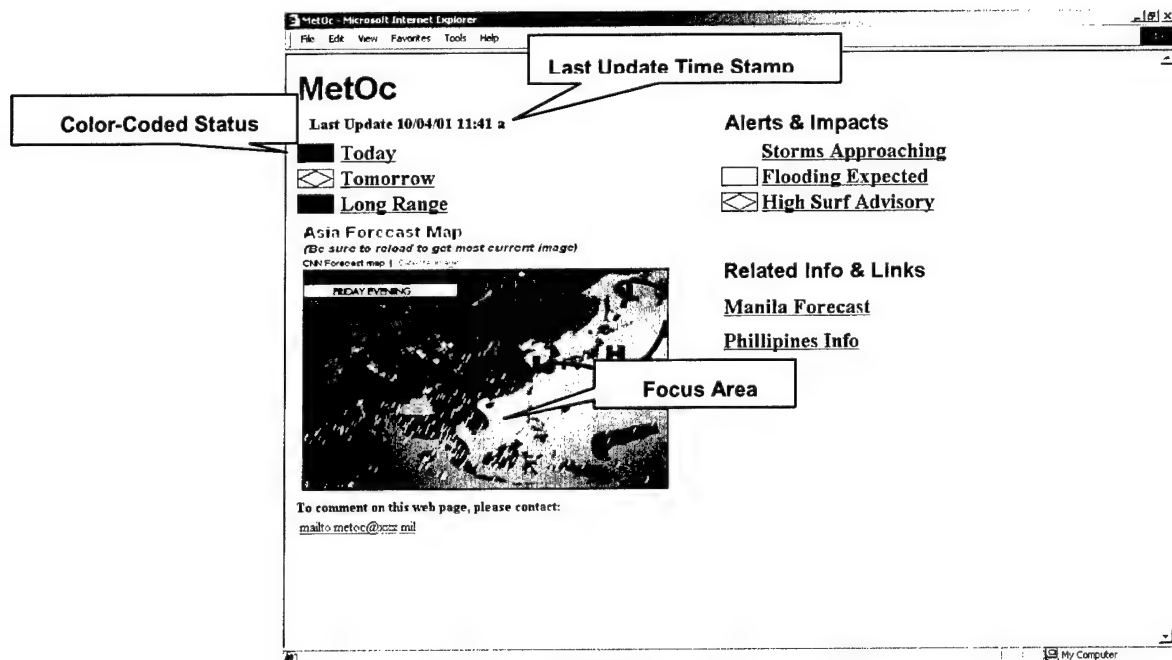 MetOc - Microsoft Internet Explorer
File Edit View Favorites Tools Help
Last Update Time Stamp
MetOc
Color-Coded Status
Last Update 10/04/01 11:41 a
Alerts & Impacts
Today
Storms Approaching
Tomorrow
Flooding Expected
Long Range
High Surf Advisory
Asia Forecast Map
(Be sure to reload to get most current image)
CNN Forecast map | Satellite image
Related Info & Links
FRIDAY EVENING
L
Manila Forecast
Phillipines Info
H
Focus Area
To comment on this web page, please contact:
mailto metoc@xxz mil
My Computer